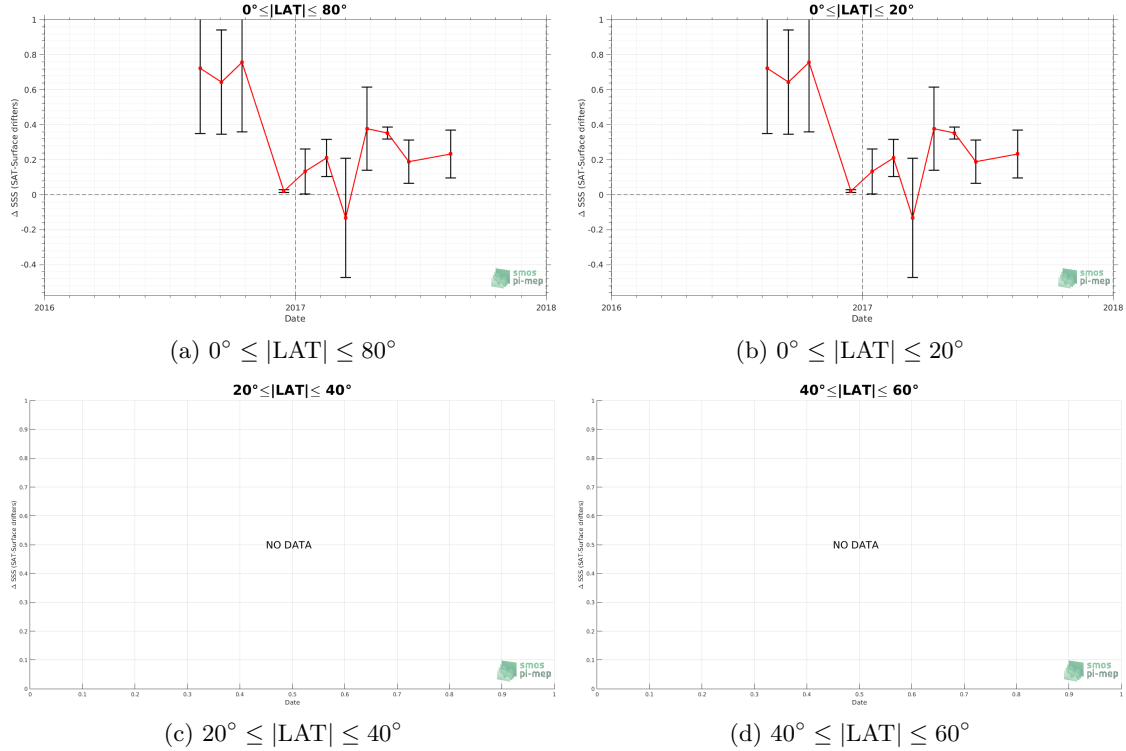 0°≤|LAT|≤ 80°
1
0.8
0.6
0.4
0.2
0
-0.2
-0.4
Δ SSS (SAT-Surface drifters)
2016
2017
2018
Date
smos
pi-mep
(a) 0° ≤ |LAT| ≤ 80°
0°≤|LAT|≤ 20°
1
0.8
0.6
0.4
0.2
0
-0.2
-0.4
Δ SSS (SAT-Surface drifters)
2016
2017
2018
Date
smos
pi-mep
(b) 0° ≤ |LAT| ≤ 20°
20°≤|LAT|≤ 40°
1
0.9
0.8
0.7
0.6
0.5
0.4
0.3
0.2
0.1
0
Δ SSS (SAT-Surface drifters)
NO DATA
0 0.1 0.2 0.3 0.4 0.5 0.6 0.7 0.8 0.9 1
Date
smos
pi-mep
(c) 20° ≤ |LAT| ≤ 40°
40°≤|LAT|≤ 60°
1
0.9
0.8
0.7
0.6
0.5
0.4
0.3
0.2
0.1
0
Δ SSS (SAT-Surface drifters)
NO DATA
0 0.1 0.2 0.3 0.4 0.5 0.6 0.7 0.8 0.9 1
Date
smos
pi-mep
(d) 40° ≤ |LAT| ≤ 60°